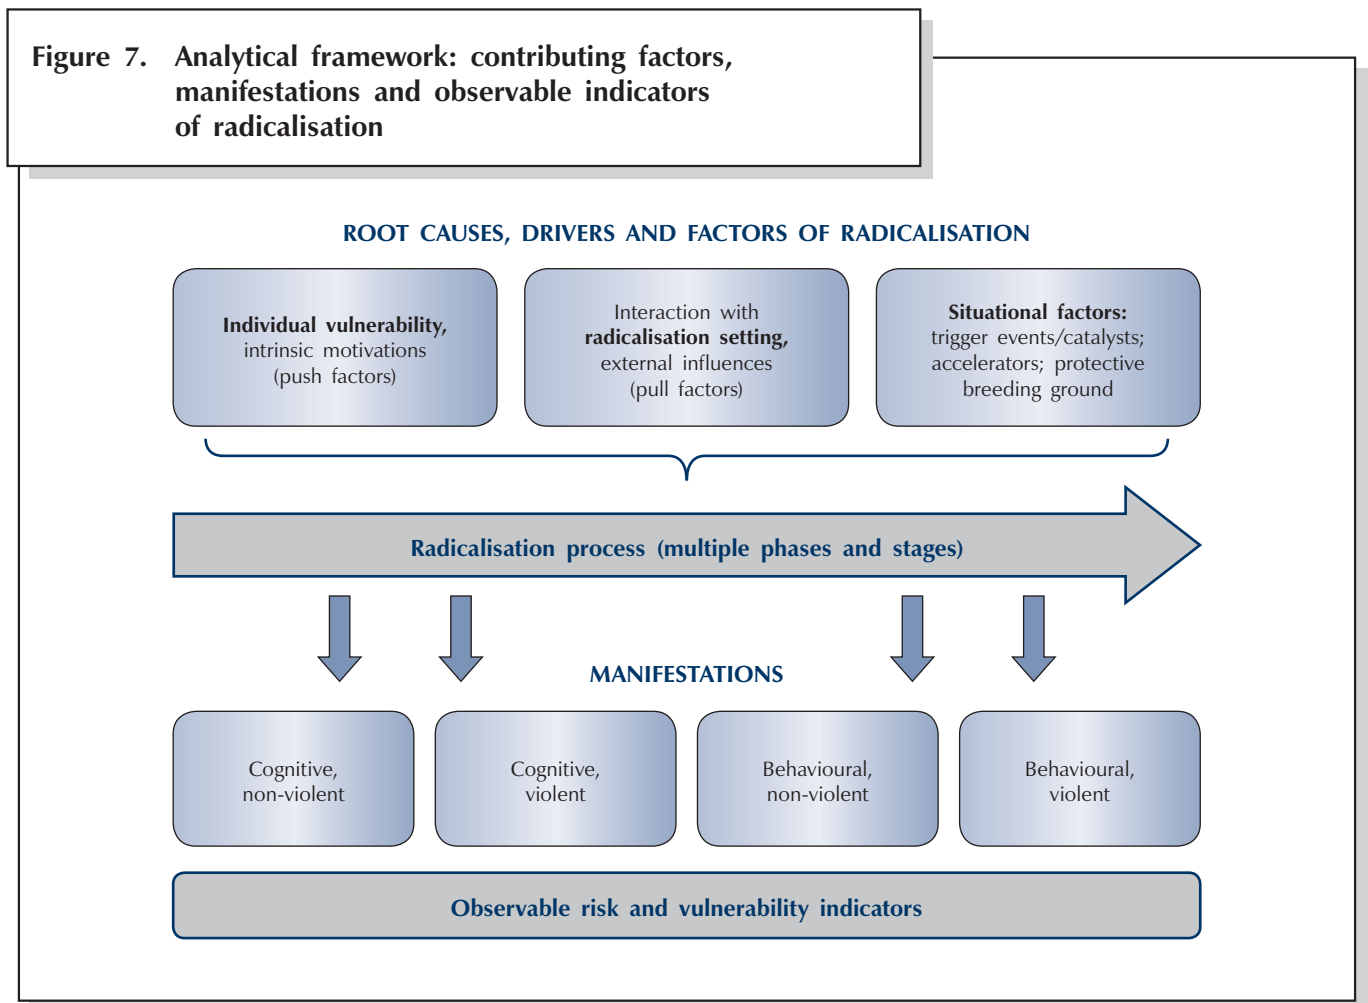 Figure 7. Analytical framework: contributing factors,
manifestations and observable indicators
of radicalisation
ROOT CAUSES, DRIVERS AND FACTORS OF RADICALISATION
Individual vulnerability,
intrinsic motivations
(push factors)
Interaction with
radicalisation setting,
external influences
(pull factors)
Situational factors:
trigger events/catalysts;
accelerators; protective
breeding ground
Radicalisation process (multiple phases and stages)
MANIFESTATIONS
Cognitive,
non-violent
Cognitive,
violent
Behavioural,
non-violent
Behavioural,
violent
Observable risk and vulnerability indicators